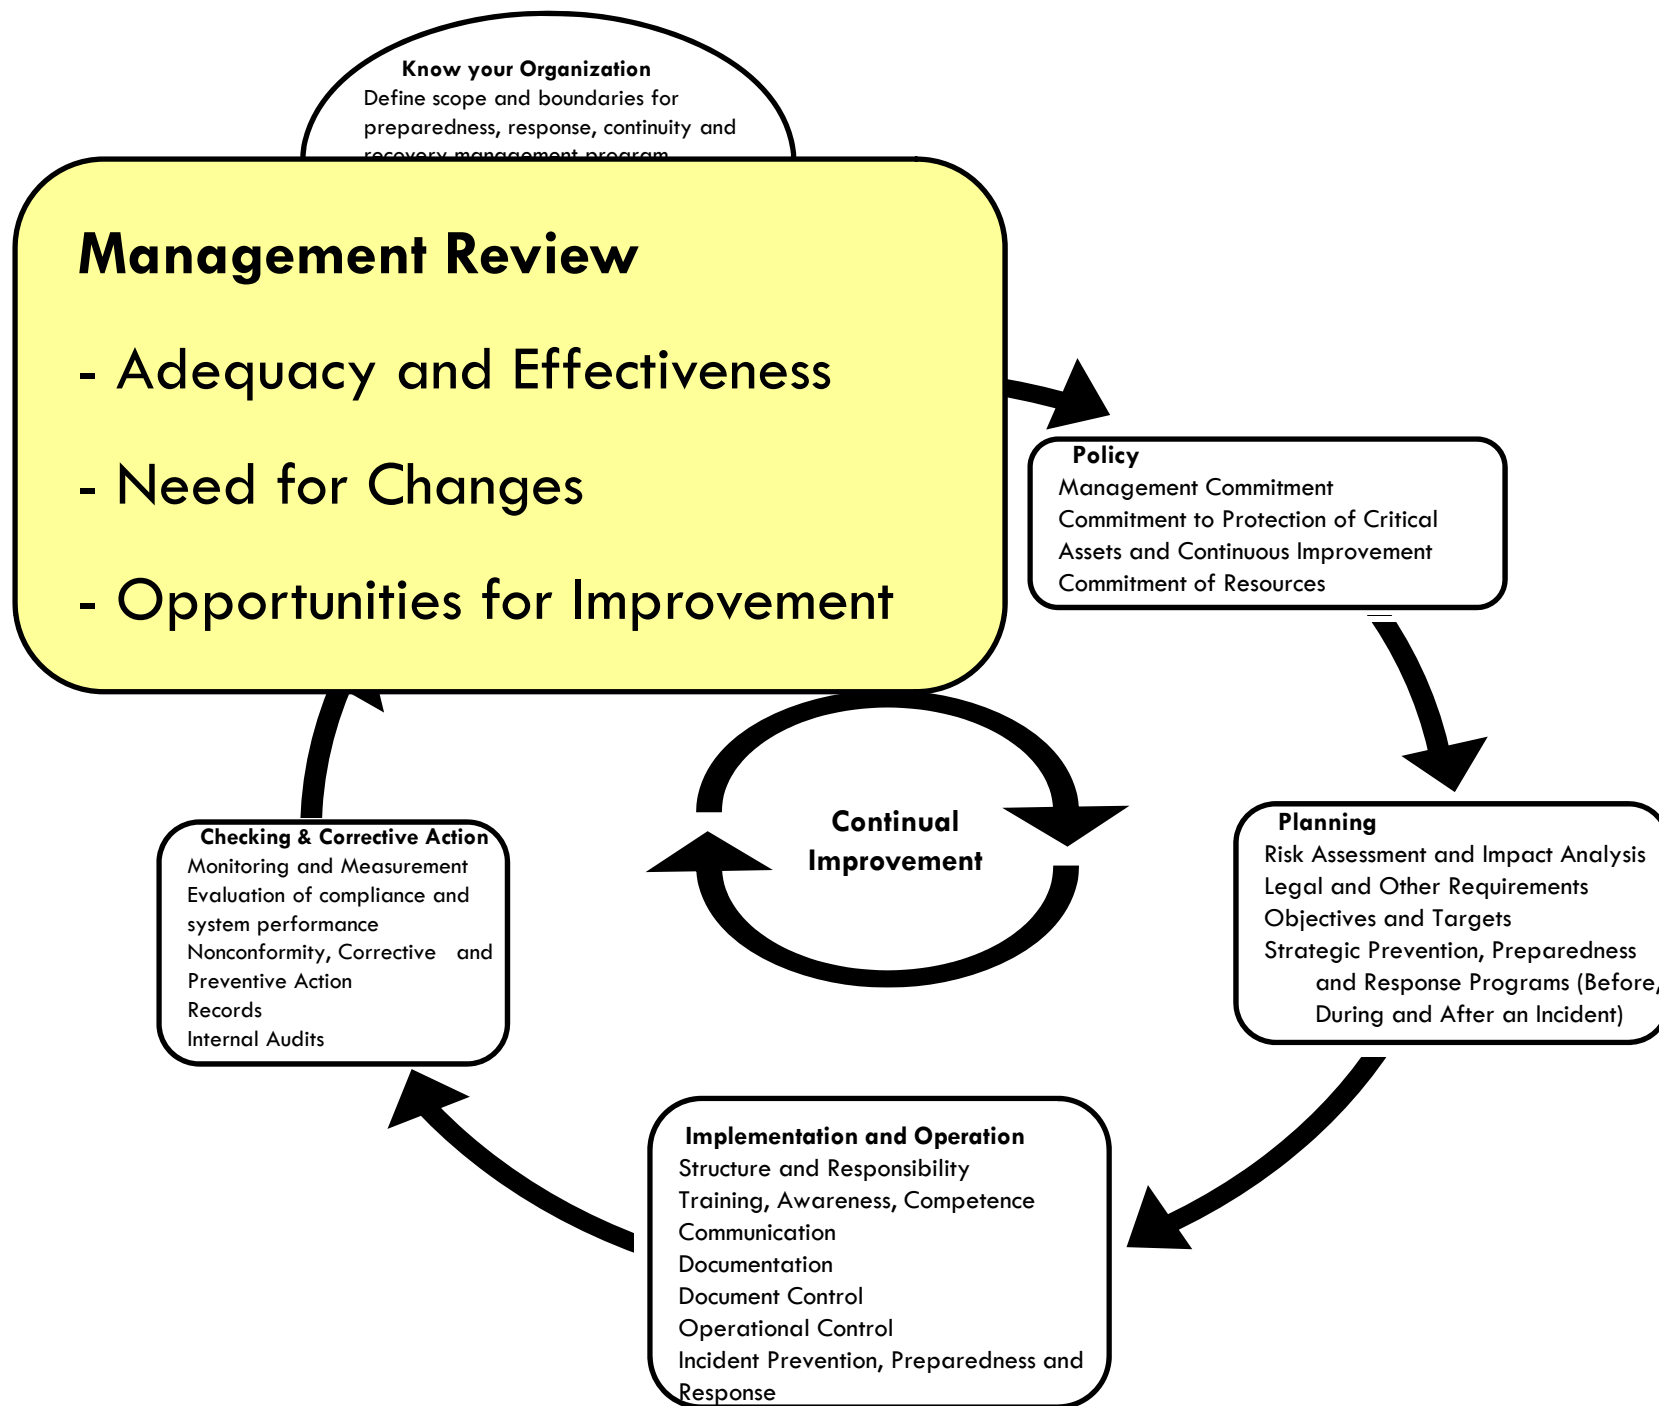 Know your Organization
Define scope and boundaries for
preparedness, response, continuity and
recovery management program
Management Review
- Adequacy and Effectiveness
- Need for Changes
- Opportunities for Improvement
Policy
Management Commitment
Commitment to Protection of Critical
Assets and Continuous Improvement
Commitment of Resources
Continual
Improvement
Planning
Risk Assessment and Impact Analysis
Legal and Other Requirements
Objectives and Targets
Strategic Prevention, Preparedness
and Response Programs (Before,
During and After an Incident)
Checking & Corrective Action
Monitoring and Measurement
Evaluation of compliance and
system performance
Nonconformity, Corrective and
Preventive Action
Records
Internal Audits
Implementation and Operation
Structure and Responsibility
Training, Awareness, Competence
Communication
Documentation
Document Control
Operational Control
Incident Prevention, Preparedness and
Response